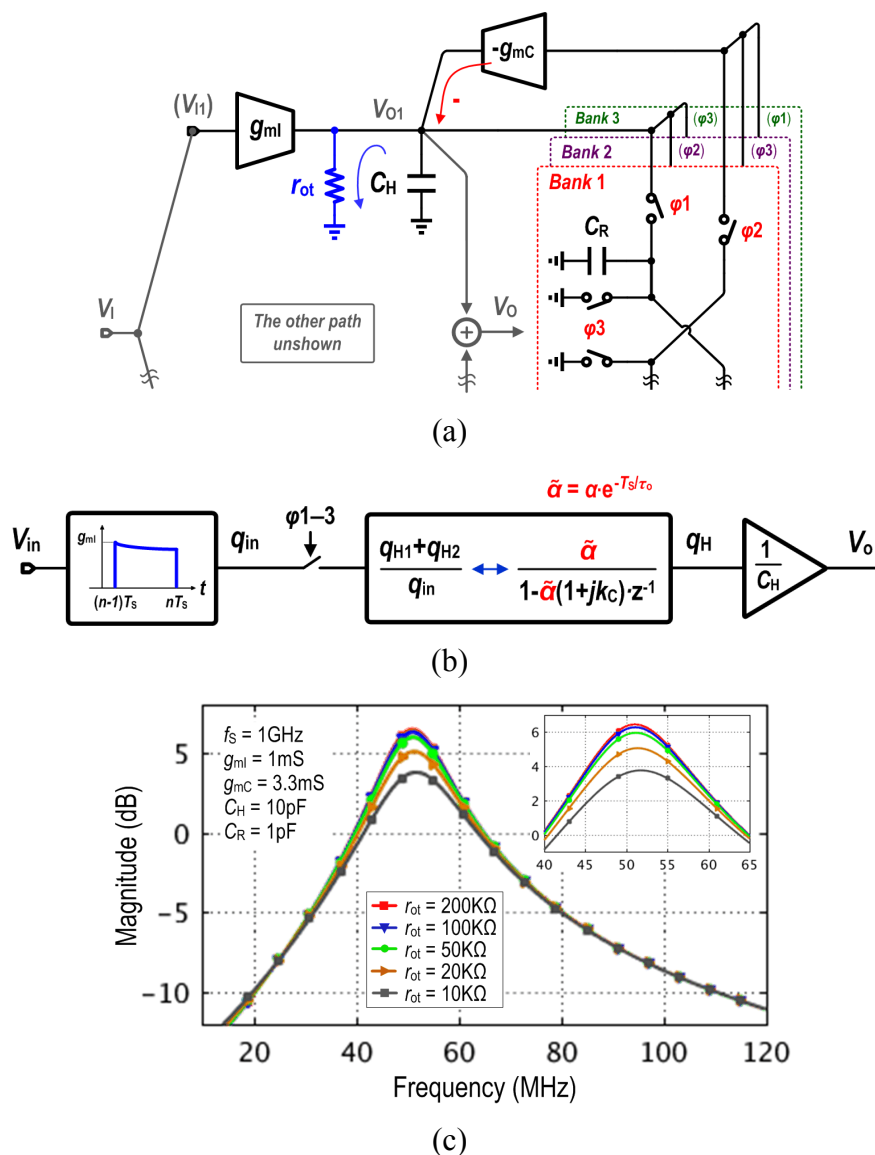 -gmC
-
(VI1)
gmI
VO1
Bank 3
(φ3)
(φ1)
Bank 2
(φ2)
(φ3)
Bank 1
rot
CH
φ1
φ2
CR
VI
The other path
unshown
VO
+
φ3
(a)
α̃ = α·e-TS/τo
Vin
gmI
(n-1)TS
nTS
t
qin
φ1–3
qH1+qH2
qin
α̃
1-α̃(1+jkC)·z-1
qH
1
CH
Vo
(b)
Magnitude (dB)
5
0
−5
−10
fS = 1GHz
gmI = 1mS
gmC = 3.3mS
CH = 10pF
CR = 1pF
6
4
2
0
40 45 50 55 60 65
rot = 200KΩ
rot = 100KΩ
rot = 50KΩ
rot = 20KΩ
rot = 10KΩ
20 40 60 80 100 120
Frequency (MHz)
(c)